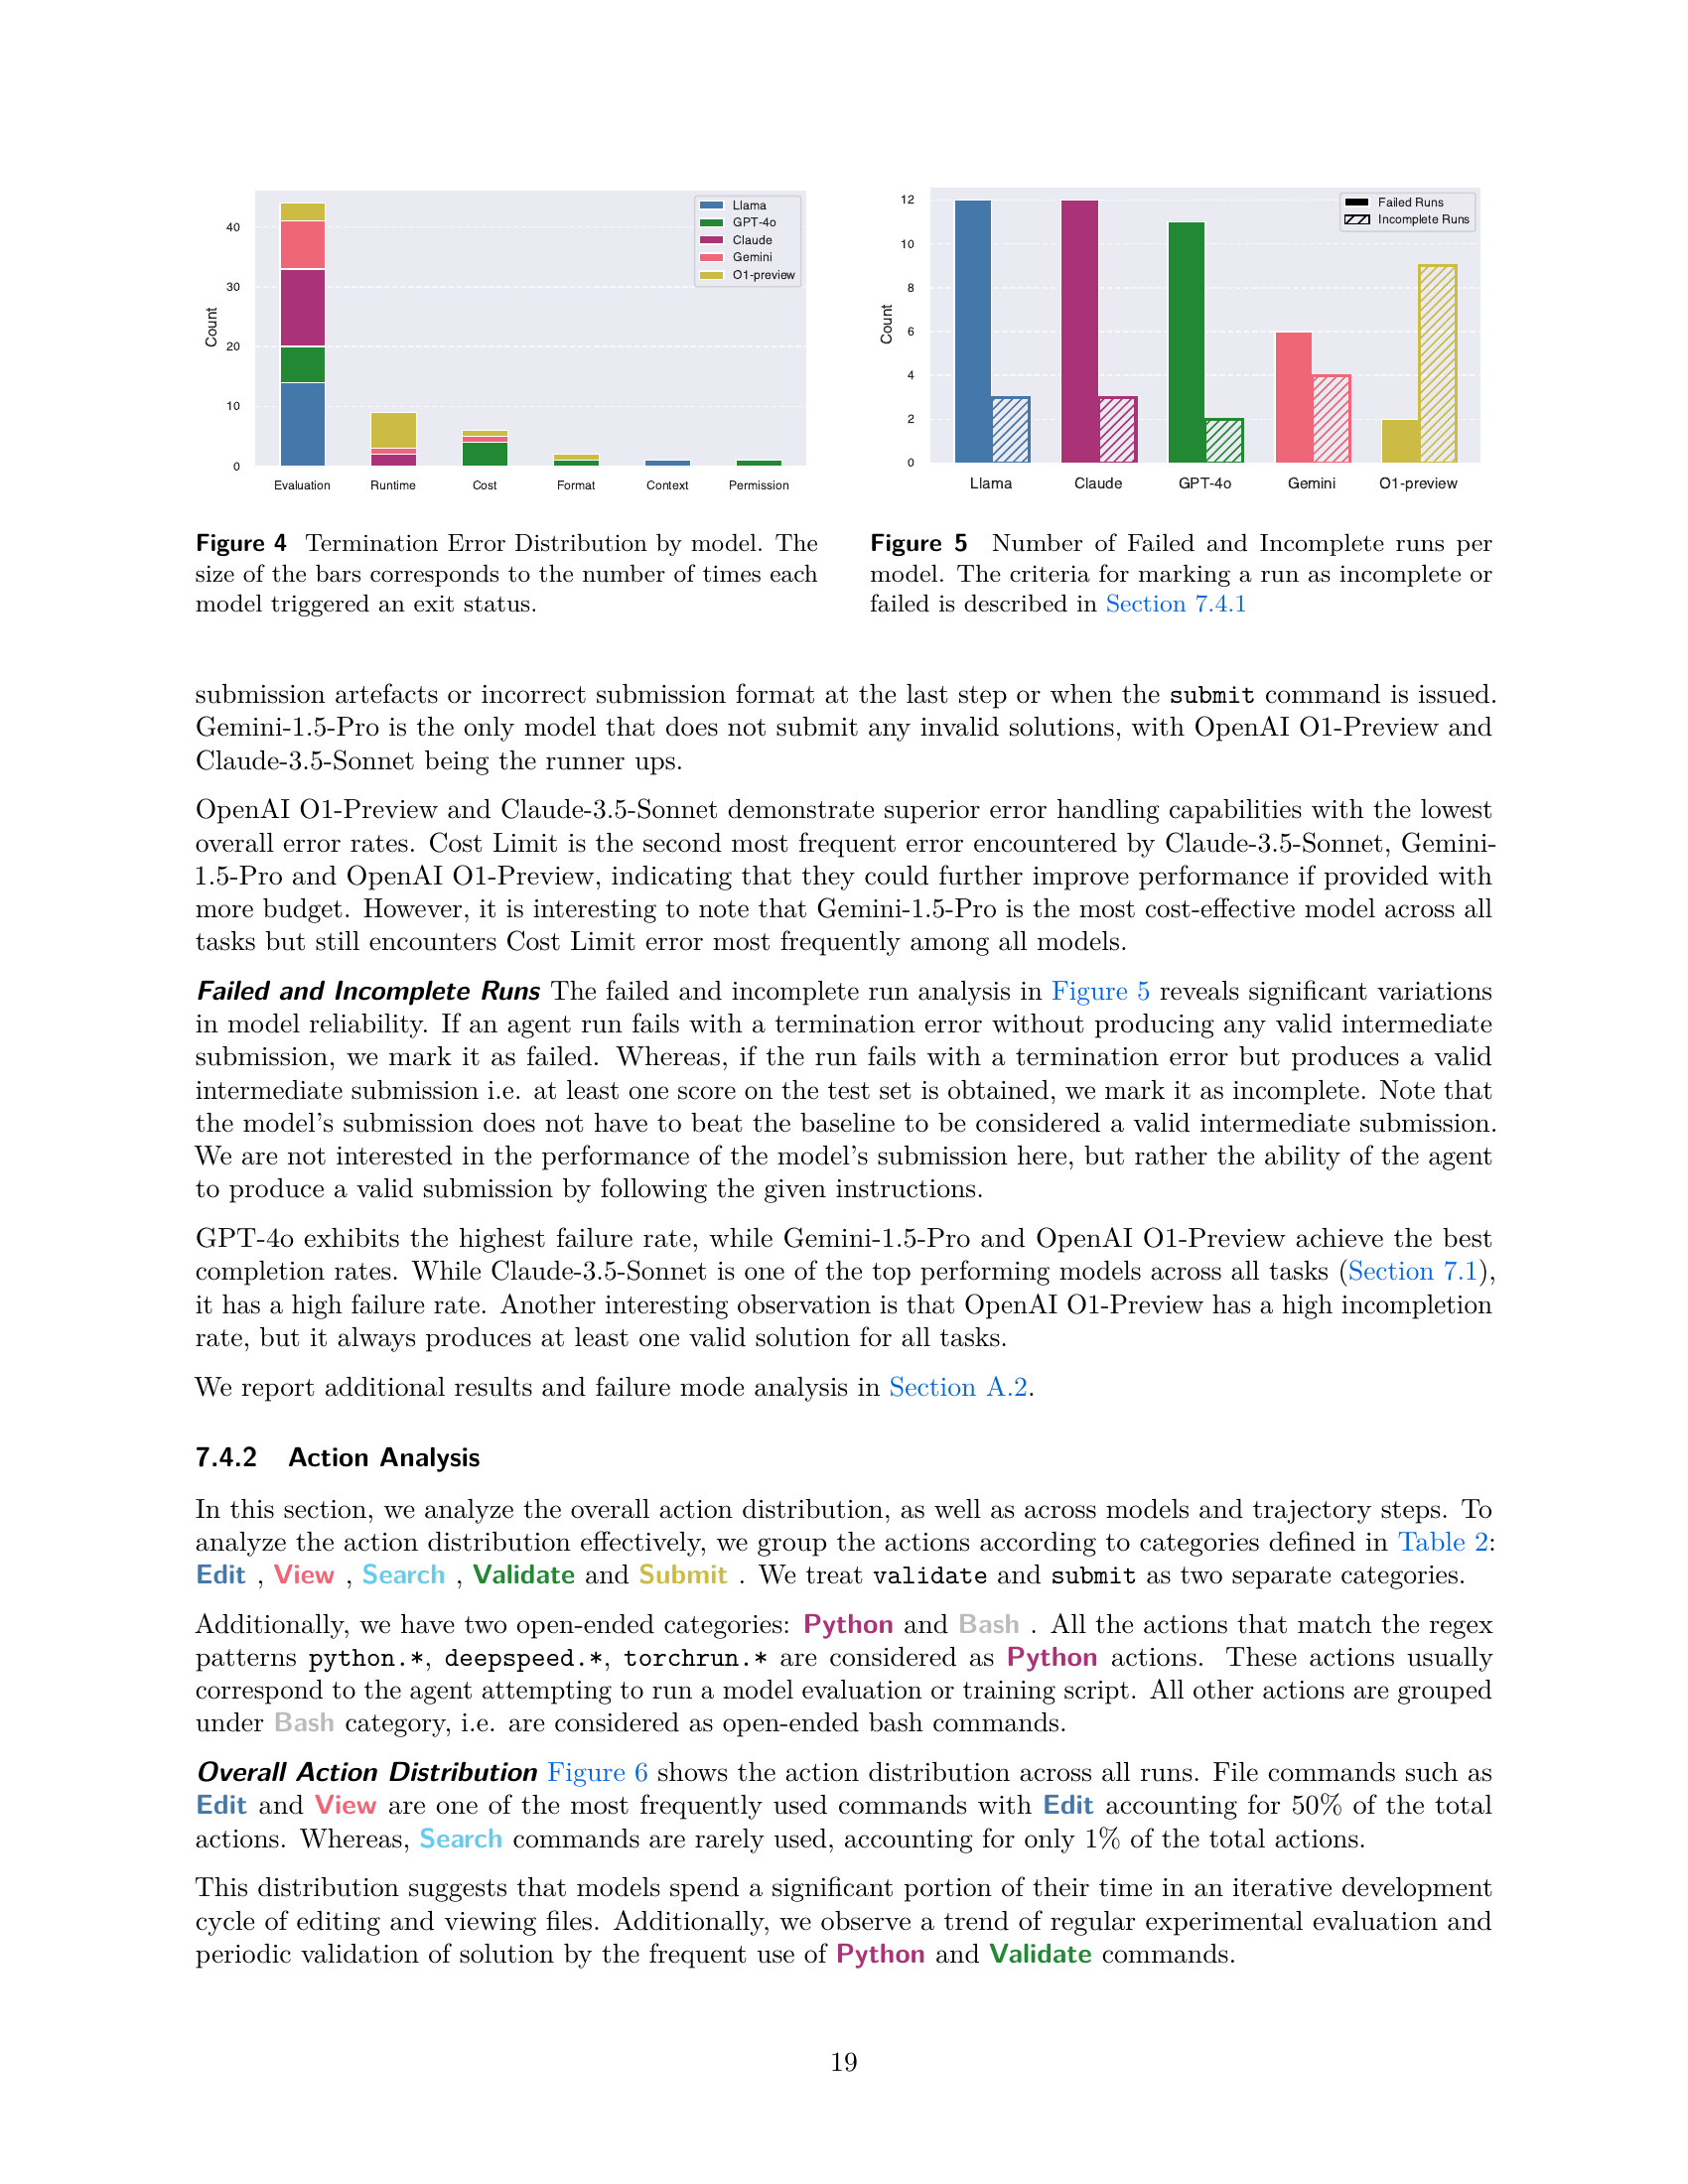 Count
40
30
20
10
0
Llama
GPT-4o
Claude
Gemini
O1-preview
Evaluation Runtime Cost Format Context Permission
Count
12
10
8
6
4
2
0
Failed Runs
Incomplete Runs
Llama Claude GPT-4o Gemini O1-preview
Figure 4 Termination Error Distribution by model. The
size of the bars corresponds to the number of times each
model triggered an exit status.
Figure 5 Number of Failed and Incomplete runs per
model. The criteria for marking a run as incomplete or
failed is described in Section 7.4.1
submission artefacts or incorrect submission format at the last step or when the submit command is issued.
Gemini-1.5-Pro is the only model that does not submit any invalid solutions, with OpenAI O1-Preview and
Claude-3.5-Sonnet being the runner ups.
OpenAI O1-Preview and Claude-3.5-Sonnet demonstrate superior error handling capabilities with the lowest
overall error rates. Cost Limit is the second most frequent error encountered by Claude-3.5-Sonnet, Gemini-
1.5-Pro and OpenAI O1-Preview, indicating that they could further improve performance if provided with
more budget. However, it is interesting to note that Gemini-1.5-Pro is the most cost-effective model across all
tasks but still encounters Cost Limit error most frequently among all models.
Failed and Incomplete Runs The failed and incomplete run analysis in Figure 5 reveals significant variations
in model reliability. If an agent run fails with a termination error without producing any valid intermediate
submission, we mark it as failed. Whereas, if the run fails with a termination error but produces a valid
intermediate submission i.e. at least one score on the test set is obtained, we mark it as incomplete. Note that
the model's submission does not have to beat the baseline to be considered a valid intermediate submission.
We are not interested in the performance of the model's submission here, but rather the ability of the agent
to produce a valid submission by following the given instructions.
GPT-4o exhibits the highest failure rate, while Gemini-1.5-Pro and OpenAI O1-Preview achieve the best
completion rates. While Claude-3.5-Sonnet is one of the top performing models across all tasks (Section 7.1),
it has a high failure rate. Another interesting observation is that OpenAI O1-Preview has a high incompletion
rate, but it always produces at least one valid solution for all tasks.
We report additional results and failure mode analysis in Section A.2.
7.4.2 Action Analysis
In this section, we analyze the overall action distribution, as well as across models and trajectory steps. To
analyze the action distribution effectively, we group the actions according to categories defined in Table 2:
Edit , View , Search , Validate and Submit . We treat validate and submit as two separate categories.
Additionally, we have two open-ended categories: Python and Bash . All the actions that match the regex
patterns python.*, deepspeed.*, torchrun.* are considered as Python actions. These actions usually
correspond to the agent attempting to run a model evaluation or training script. All other actions are grouped
under Bash category, i.e. are considered as open-ended bash commands.
Overall Action Distribution Figure 6 shows the action distribution across all runs. File commands such as
Edit and View are one of the most frequently used commands with Edit accounting for 50% of the total
actions. Whereas, Search commands are rarely used, accounting for only 1% of the total actions.
This distribution suggests that models spend a significant portion of their time in an iterative development
cycle of editing and viewing files. Additionally, we observe a trend of regular experimental evaluation and
periodic validation of solution by the frequent use of Python and Validate commands.
19